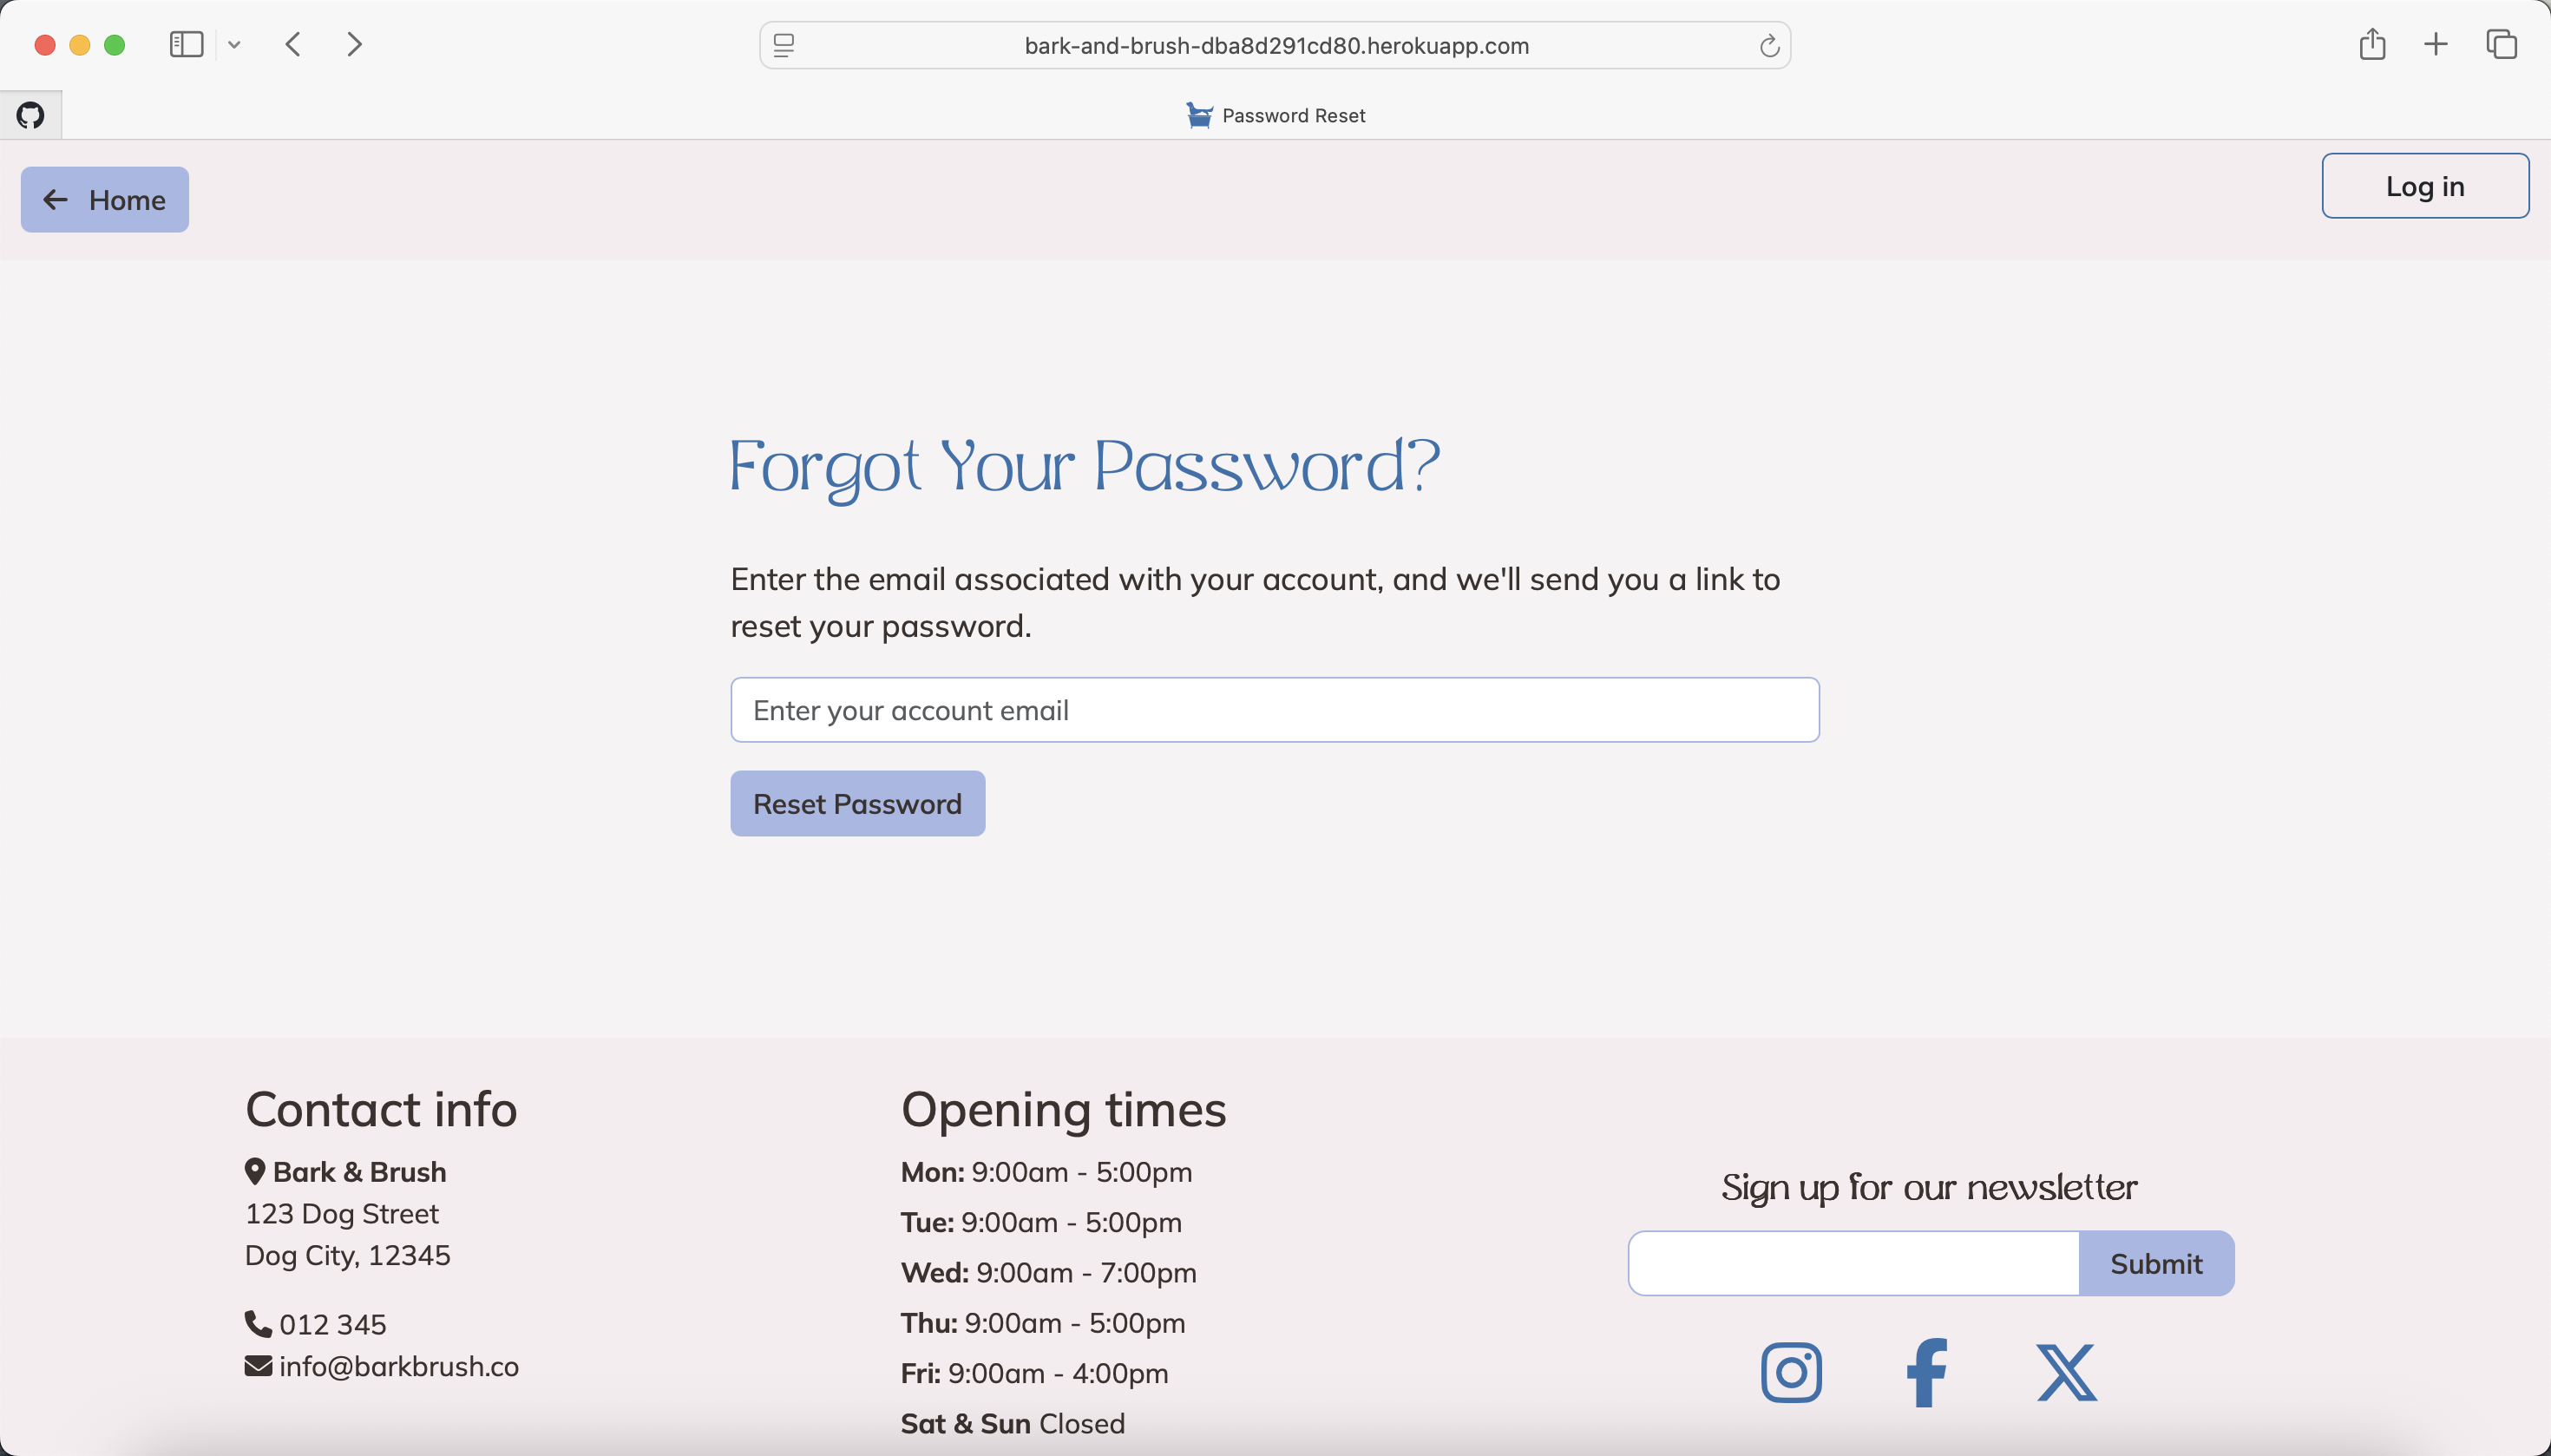 bark-and-brush-dba8d291cd80.herokuapp.com
Password Reset
Home
Log in
Forgot Your Password?
Enter the email associated with your account, and we'll send you a link to
reset your password.
Enter your account email
Reset Password
Contact info
Bark & Brush
123 Dog Street
Dog City, 12345
012 345
info@barkbrush.co
Opening times
Mon: 9:00am - 5:00pm
Tue: 9:00am - 5:00pm
Wed: 9:00am - 7:00pm
Thu: 9:00am - 5:00pm
Fri: 9:00am - 4:00pm
Sat & Sun Closed
Sign up for our newsletter
Submit